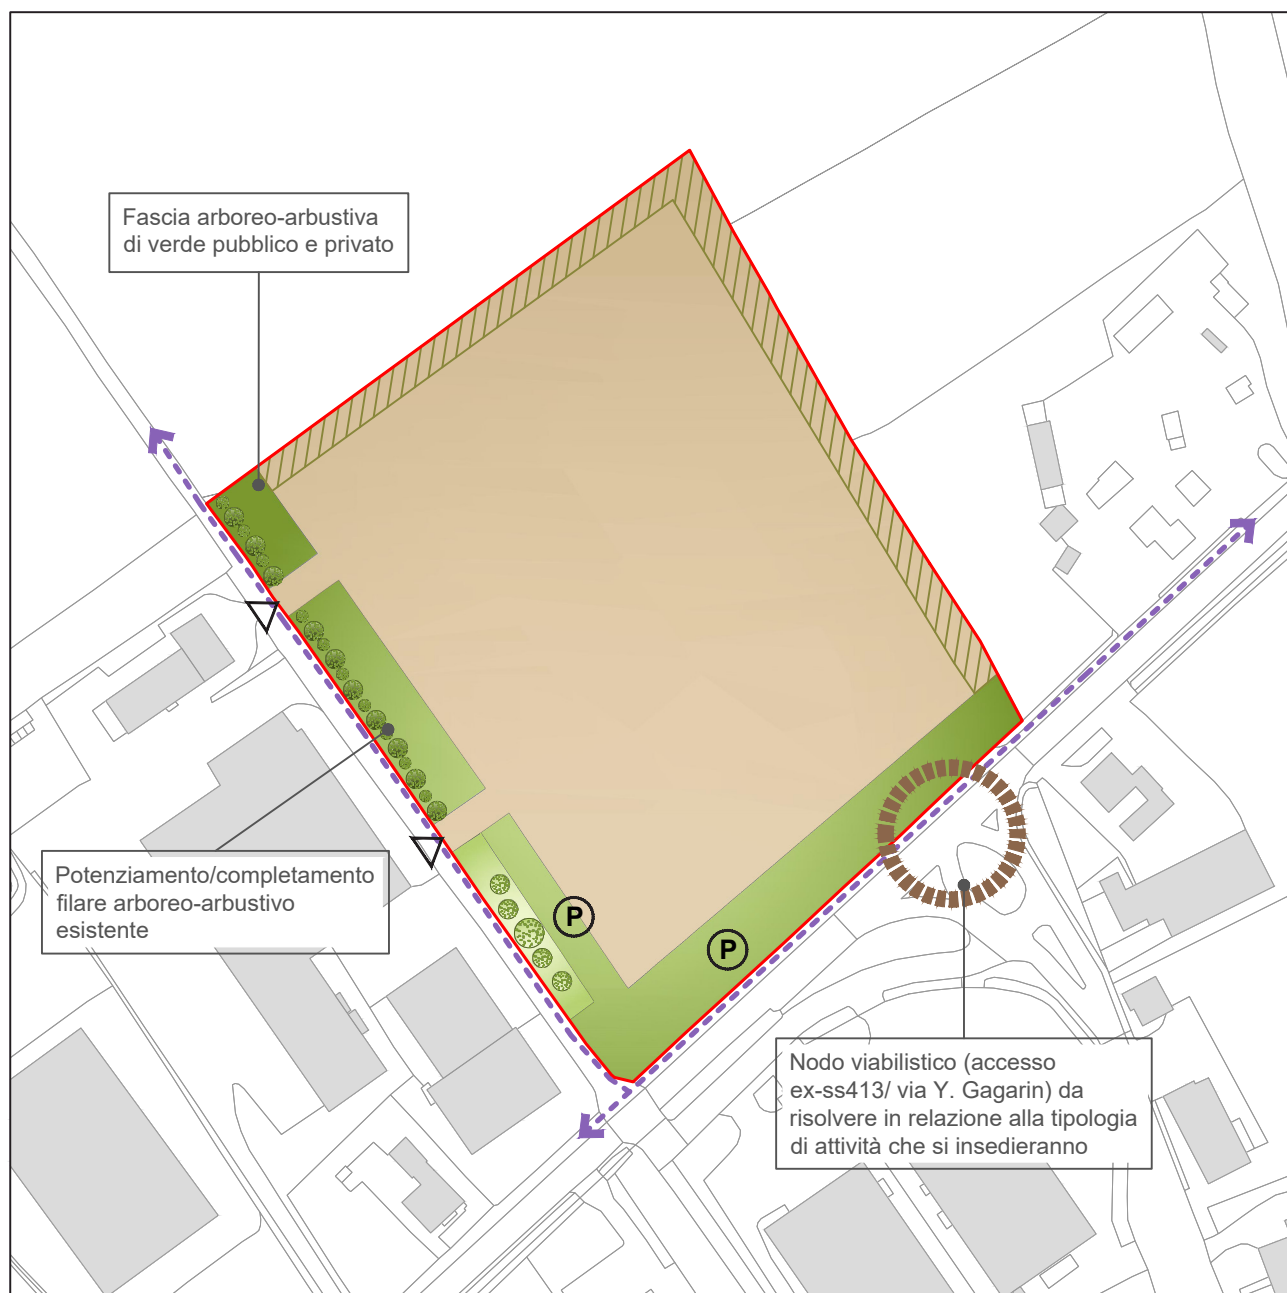 Fascia arboreo-arbustiva
di verde pubblico e privato
Potenziamento/completamento
filare arboreo-arbustivo
esistente
P
P
Nodo viabilistico (accesso
ex-ss413/ via Y. Gagarin) da
risolvere in relazione alla tipologia
di attività che si insedieranno